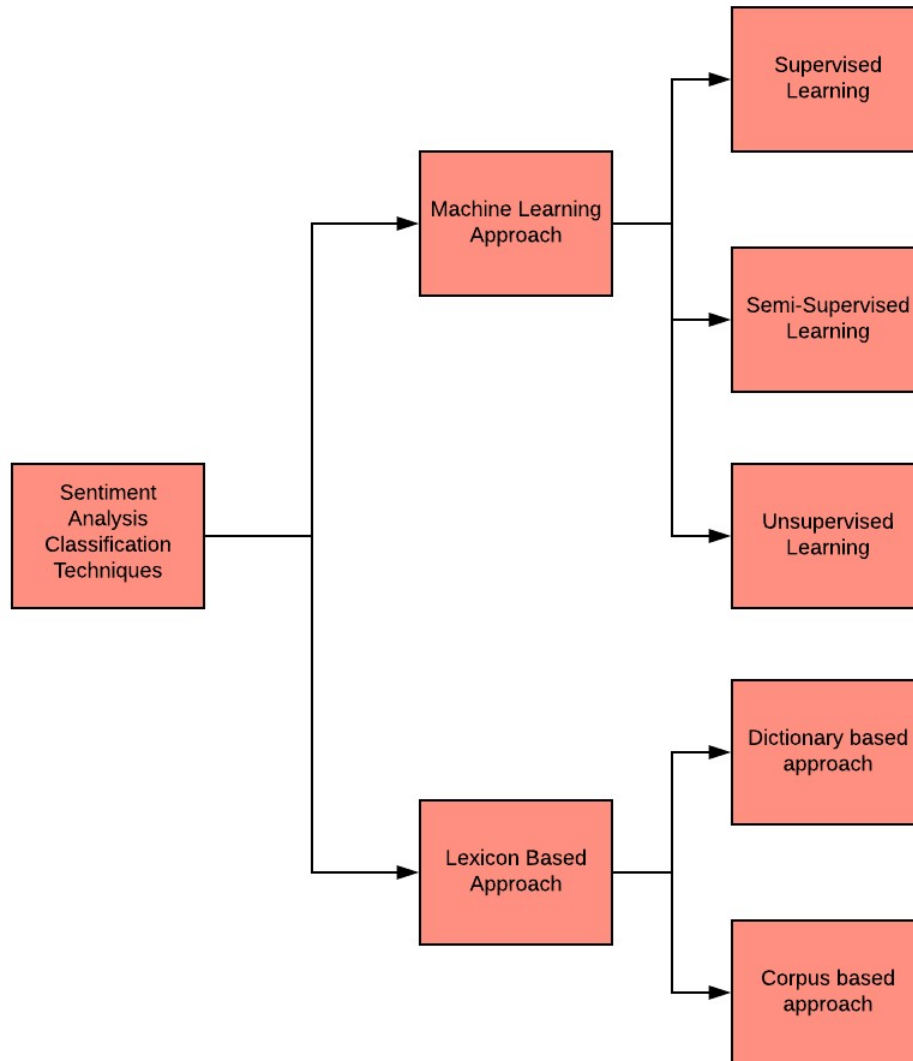 Supervised
Learning
Machine Learning
Approach
Semi-Supervised
Learning
Sentiment
Analysis
Classification
Techniques
Unsupervised
Learning
Dictionary based
approach
Lexicon Based
Approach
Corpus based
approach